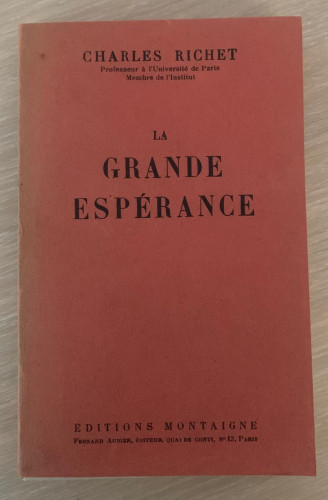 CHARLES RICHET
Professeur à l'Université de Paris
Membre de l'Institut
LA
GRANDE
ESPÉRANCE
EDITIONS MONTAIGNE
FERNAND AUBIER, ÉDITEUR, QUAI DE CONTI, Nº 13, PARIS